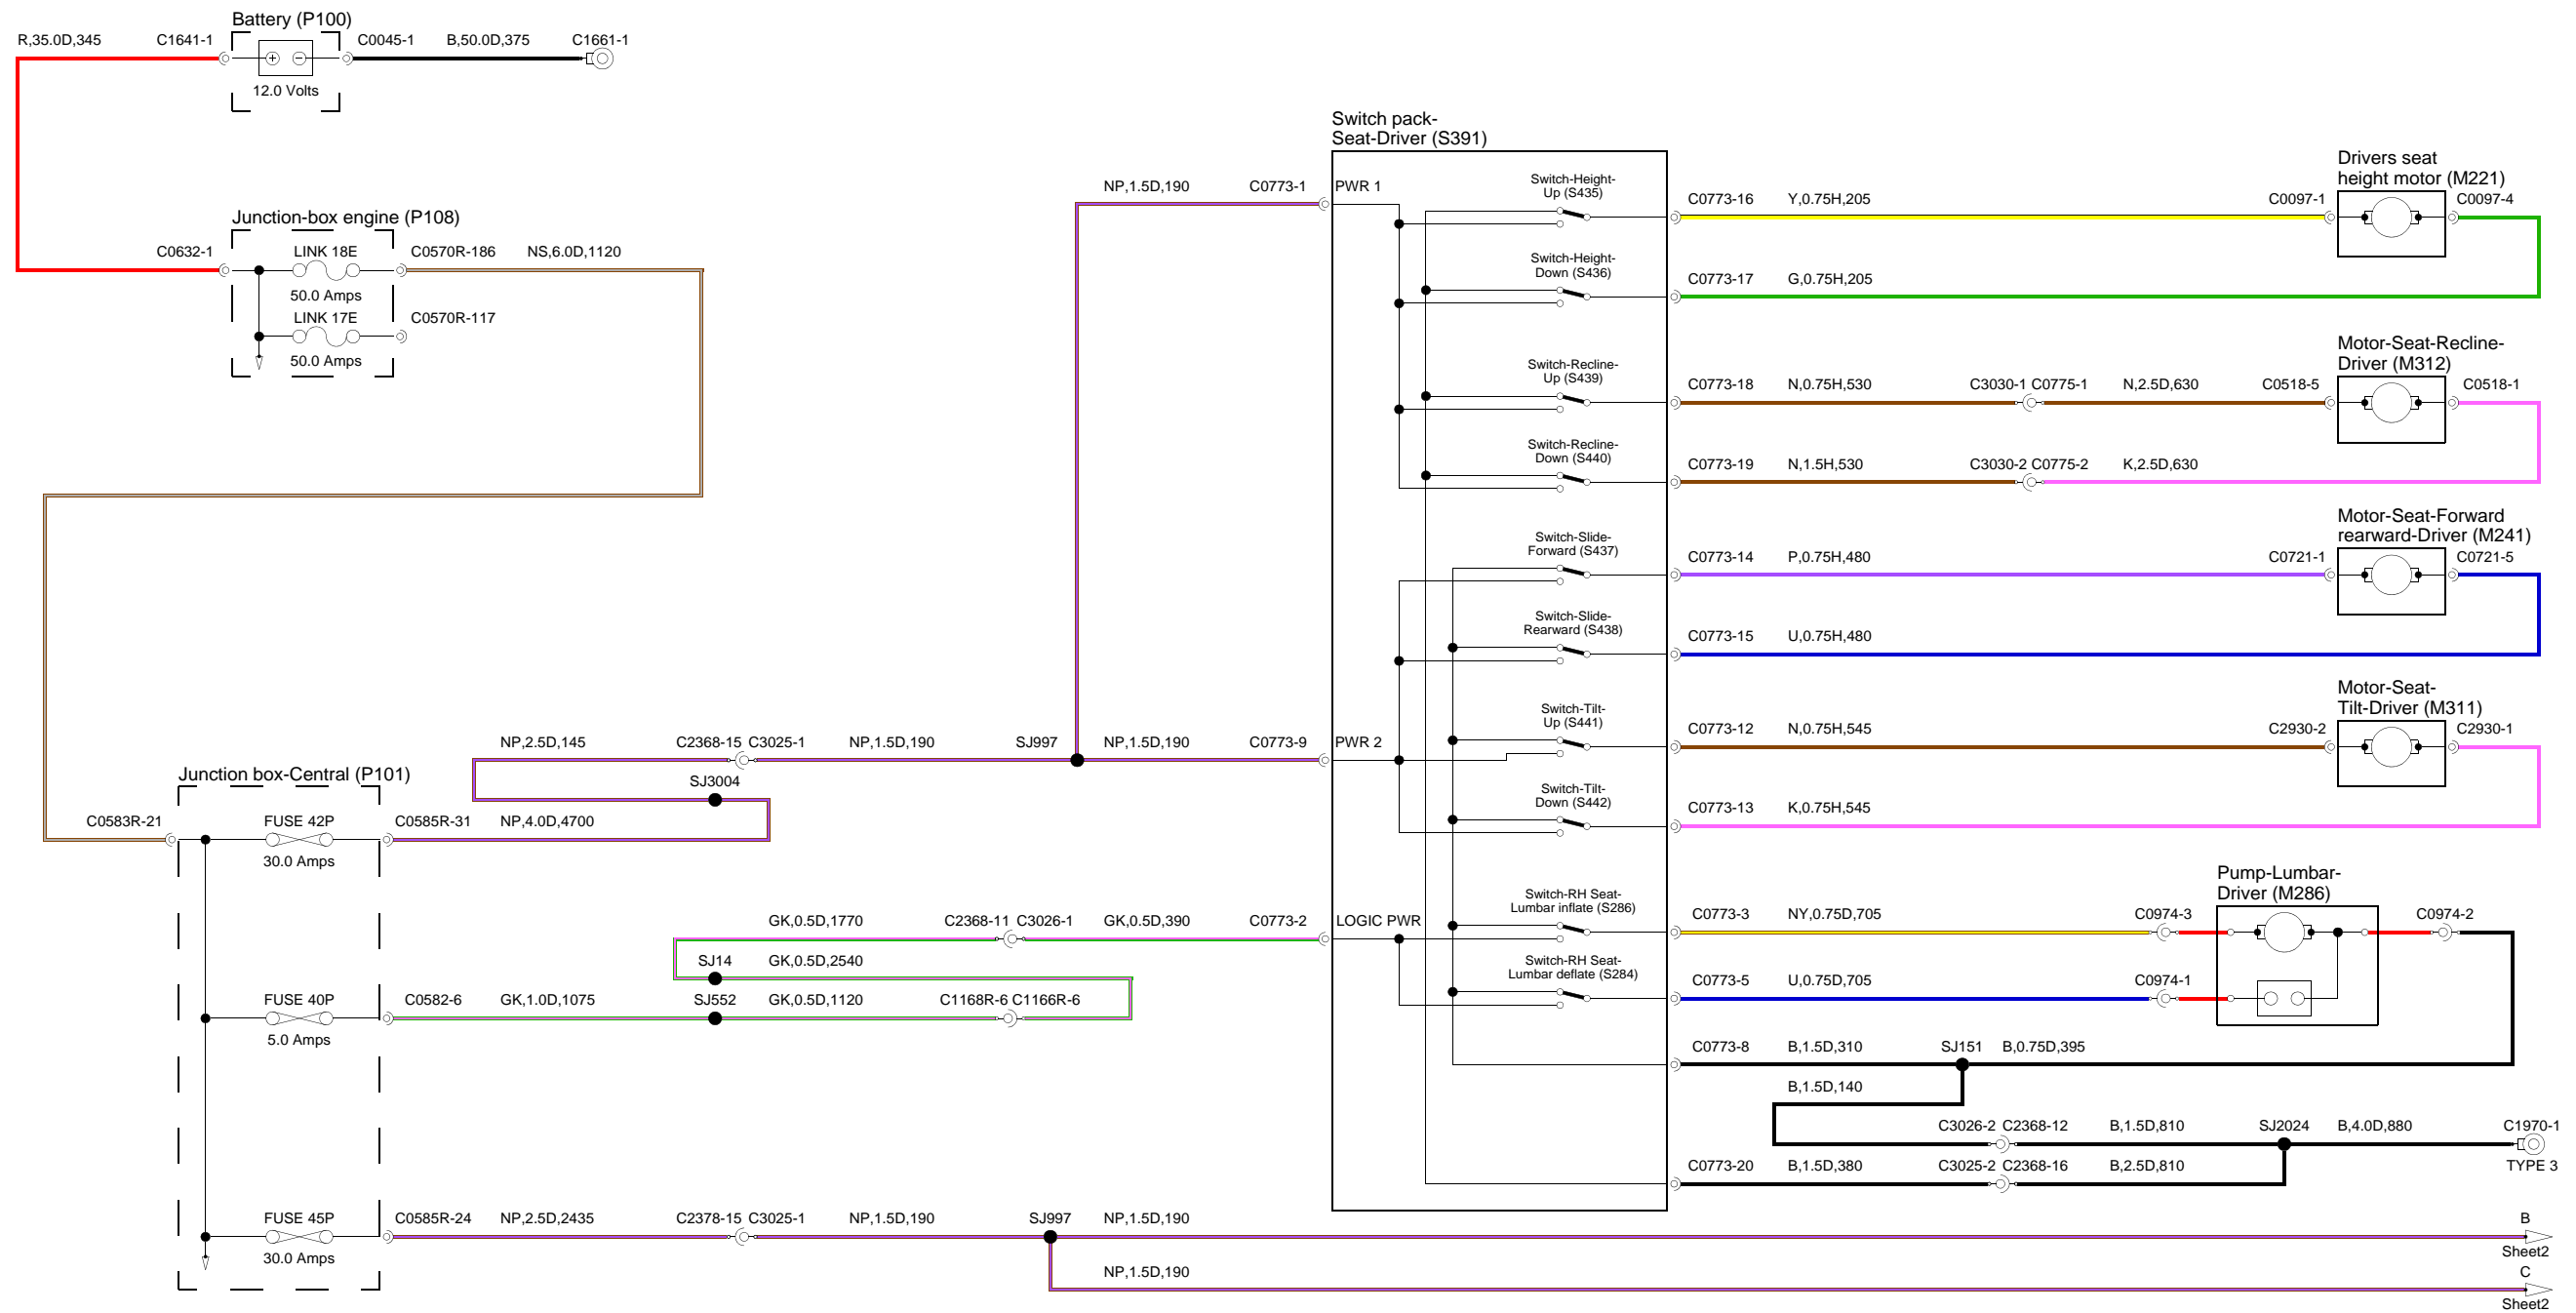 Battery (P100)
R,35.0D,345
C1641-1
C0045-1
B,50.0D,375
C1661-1
12.0 Volts
Junction-box engine (P108)
C0632-1
LINK 18E
C0570R-186
NS,6.0D,1120
50.0 Amps
LINK 17E
C0570R-117
50.0 Amps
Switch pack-
Seat-Driver (S391)
NP,1.5D,190
C0773-1
PWR 1
Switch-Height-
Up (S435)
C0773-16
Y,0.75H,205
C0097-1
Drivers seat
height motor (M221)
C0097-4
Switch-Height-
Down (S436)
C0773-17
G,0.75H,205
Switch-Recline-
Up (S439)
C0773-18
N,0.75H,530
C3030-1 C0775-1
N,2.5D,630
C0518-5
Motor-Seat-Recline-
Driver (M312)
C0518-1
Switch-Recline-
Down (S440)
C0773-19
N,1.5H,530
C3030-2 C0775-2
K,2.5D,630
Switch-Slide-
Forward (S437)
C0773-14
P,0.75H,480
C0721-1
Motor-Seat-Forward
rearward-Driver (M241)
C0721-5
Switch-Slide-
Rearward (S438)
C0773-15
U,0.75H,480
NP,2.5D,145
C2368-15 C3025-1
NP,1.5D,190
SJ997
NP,1.5D,190
C0773-9
PWR 2
Switch-Tilt-
Up (S441)
C0773-12
N,0.75H,545
C2930-2
Motor-Seat-
Tilt-Driver (M311)
C2930-1
SJ3004
Switch-Tilt-
Down (S442)
C0773-13
K,0.75H,545
Junction box-Central (P101)
C0583R-21
FUSE 42P
C0585R-31
NP,4.0D,4700
30.0 Amps
GK,0.5D,1770
C2368-11 C3026-1
GK,0.5D,390
C0773-2
LOGIC PWR
Switch-RH Seat-
Lumbar inflate (S286)
C0773-3
NY,0.75D,705
C0974-3
Pump-Lumbar-
Driver (M286)
C0974-2
SJ14
GK,0.5D,2540
Switch-RH Seat-
Lumbar deflate (S284)
C0773-5
U,0.75D,705
C0974-1
FUSE 40P
C0582-6
GK,1.0D,1075
SJ552
GK,0.5D,1120
C1168R-6 C1166R-6
5.0 Amps
C0773-8
B,1.5D,310
SJ151
B,0.75D,395
B,1.5D,140
C3026-2 C2368-12
B,1.5D,810
SJ2024
B,4.0D,880
C1970-1
TYPE 3
C0773-20
B,1.5D,380
C3025-2 C2368-16
B,2.5D,810
FUSE 45P
C0585R-24
NP,2.5D,2435
C2378-15 C3025-1
NP,1.5D,190
SJ997
NP,1.5D,190
B
Sheet2
30.0 Amps
NP,1.5D,190
C
Sheet2